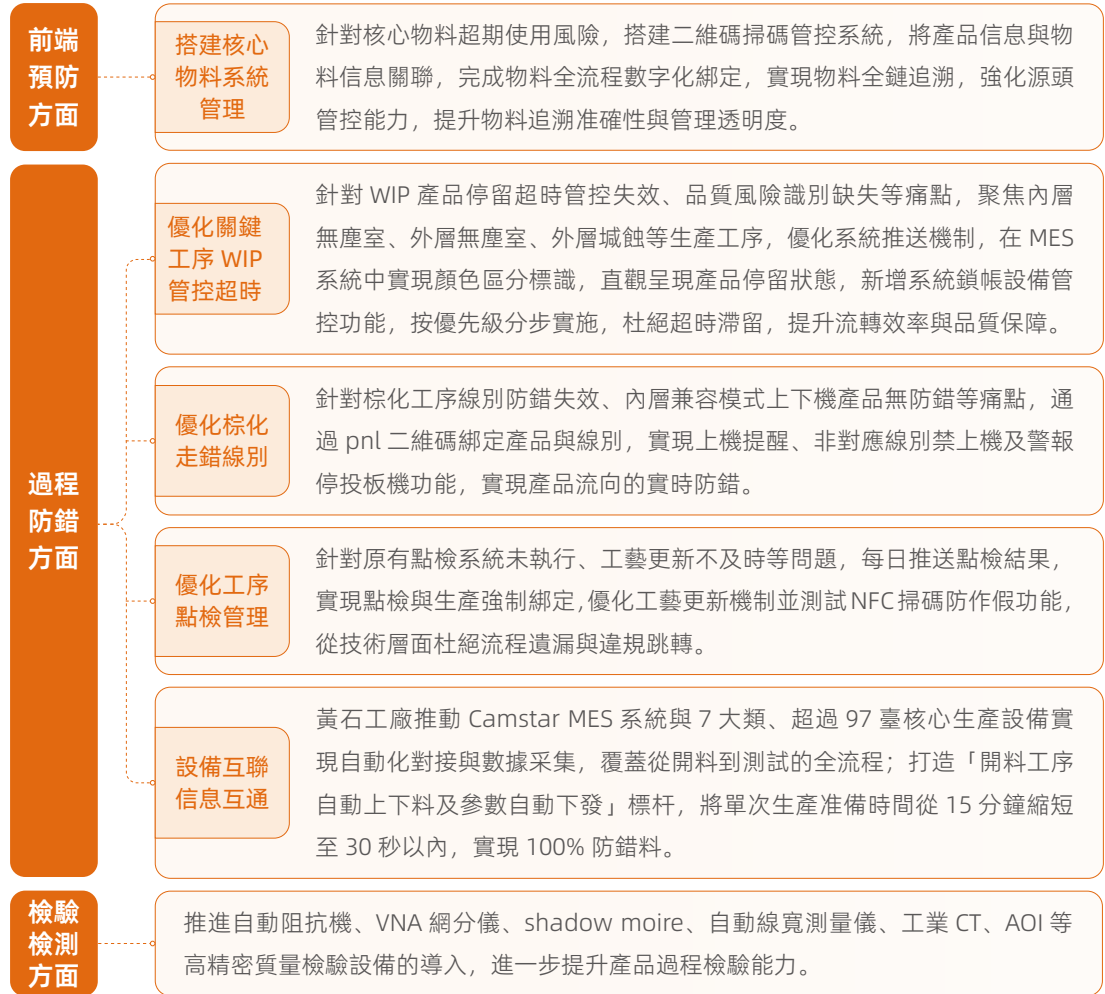 前端
預防
方面
搭建核心
物料系統
管理
針對核心物料超期使用風險，搭建二維碼掃碼管控系統，將產品信息與物
料信息關聯，完成物料全流程數字化綁定，實現物料全鏈追溯，強化源頭
管控能力，提升物料追溯准確性與管理透明度。
過程
防錯
方面
優化關鍵
工序 WIP
管控超時
針對 WIP 產品停留超時管控失效、品質風險識別缺失等痛點，聚焦內層
無塵室、外層無塵室、外層堿蝕等生產工序，優化系統推送機制，在 MES
系統中實現顏色區分標識，直觀呈現產品停留狀態，新增系統鎖帳設備管
控功能，按優先級分步實施，杜絕超時滯留，提升流轉效率與品質保障。
優化棕化
走錯線別
針對棕化工序線別防錯失效、內層兼容模式上下機產品無防錯等痛點，通
過 pnl 二維碼綁定產品與線別，實現上機提醒、非對應線別禁上機及警報
停投板機功能，實現產品流向的實時防錯。
優化工序
點檢管理
針對原有點檢系統未執行、工藝更新不及時等問題，每日推送點檢結果，
實現點檢與生產強制綁定，優化工藝更新機制並測試 NFC 掃碼防作假功能，
從技術層面杜絕流程遺漏與違規跳轉。
設備互聯
信息互通
黃石工廠推動 Camstar MES 系統與 7 大類、超過 97 臺核心生產設備實
現自動化對接與數據采集，覆蓋從開料到測試的全流程；打造「開料工序
自動上下料及參數自動下發」標杆，將單次生產准備時間從 15 分鐘縮短
至 30 秒以內，實現 100% 防錯料。
檢驗
檢測
方面
推進自動阻抗機、VNA 網分儀、shadow moire、自動線寬測量儀、工業 CT、AOI 等
高精密質量檢驗設備的導入，進一步提升產品過程檢驗能力。